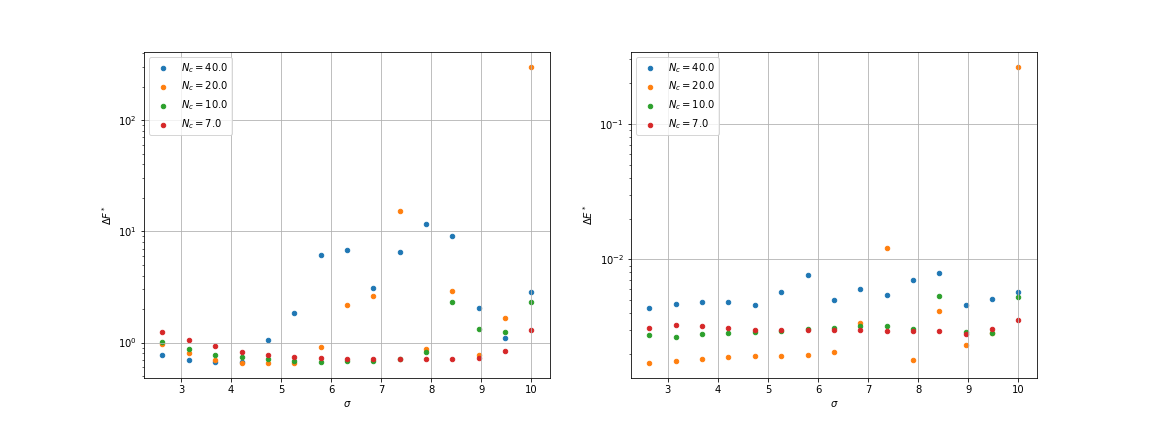 N_c = 40.0
N_c = 20.0
N_c = 10.0
N_c = 7.0
10^2
10^1
10^0
ΔF*
3 4 5 6 7 8 9 10
σ
N_c = 40.0
N_c = 20.0
N_c = 10.0
N_c = 7.0
10^-1
10^-2
ΔE*
3 4 5 6 7 8 9 10
σ